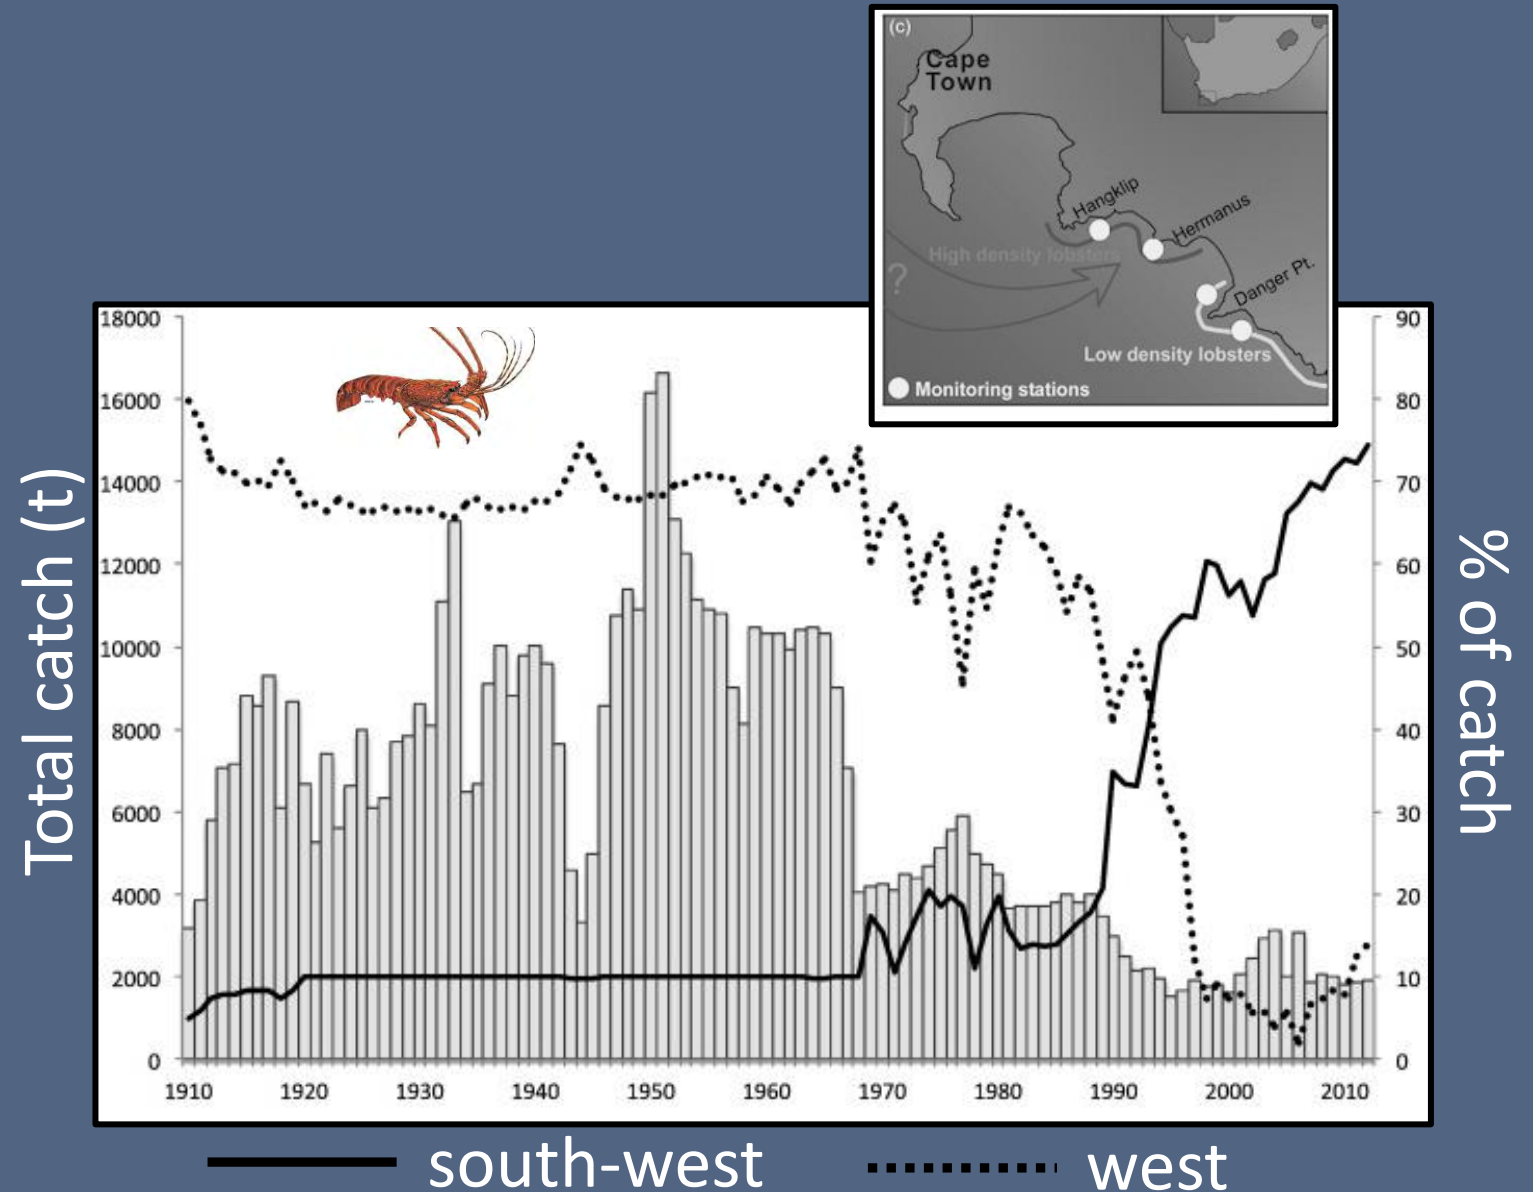 (c)
Cape
Town
Hangklip
Hermanus
High density lobsters
?
Danger Pt.
Low density lobsters
Monitoring stations
Total catch (t)
18000
16000
14000
12000
10000
8000
6000
4000
2000
0
90
80
70
60
50
40
30
20
10
0
% of catch
1910 1920 1930 1940 1950 1960 1970 1980 1990 2000 2010
south-west west